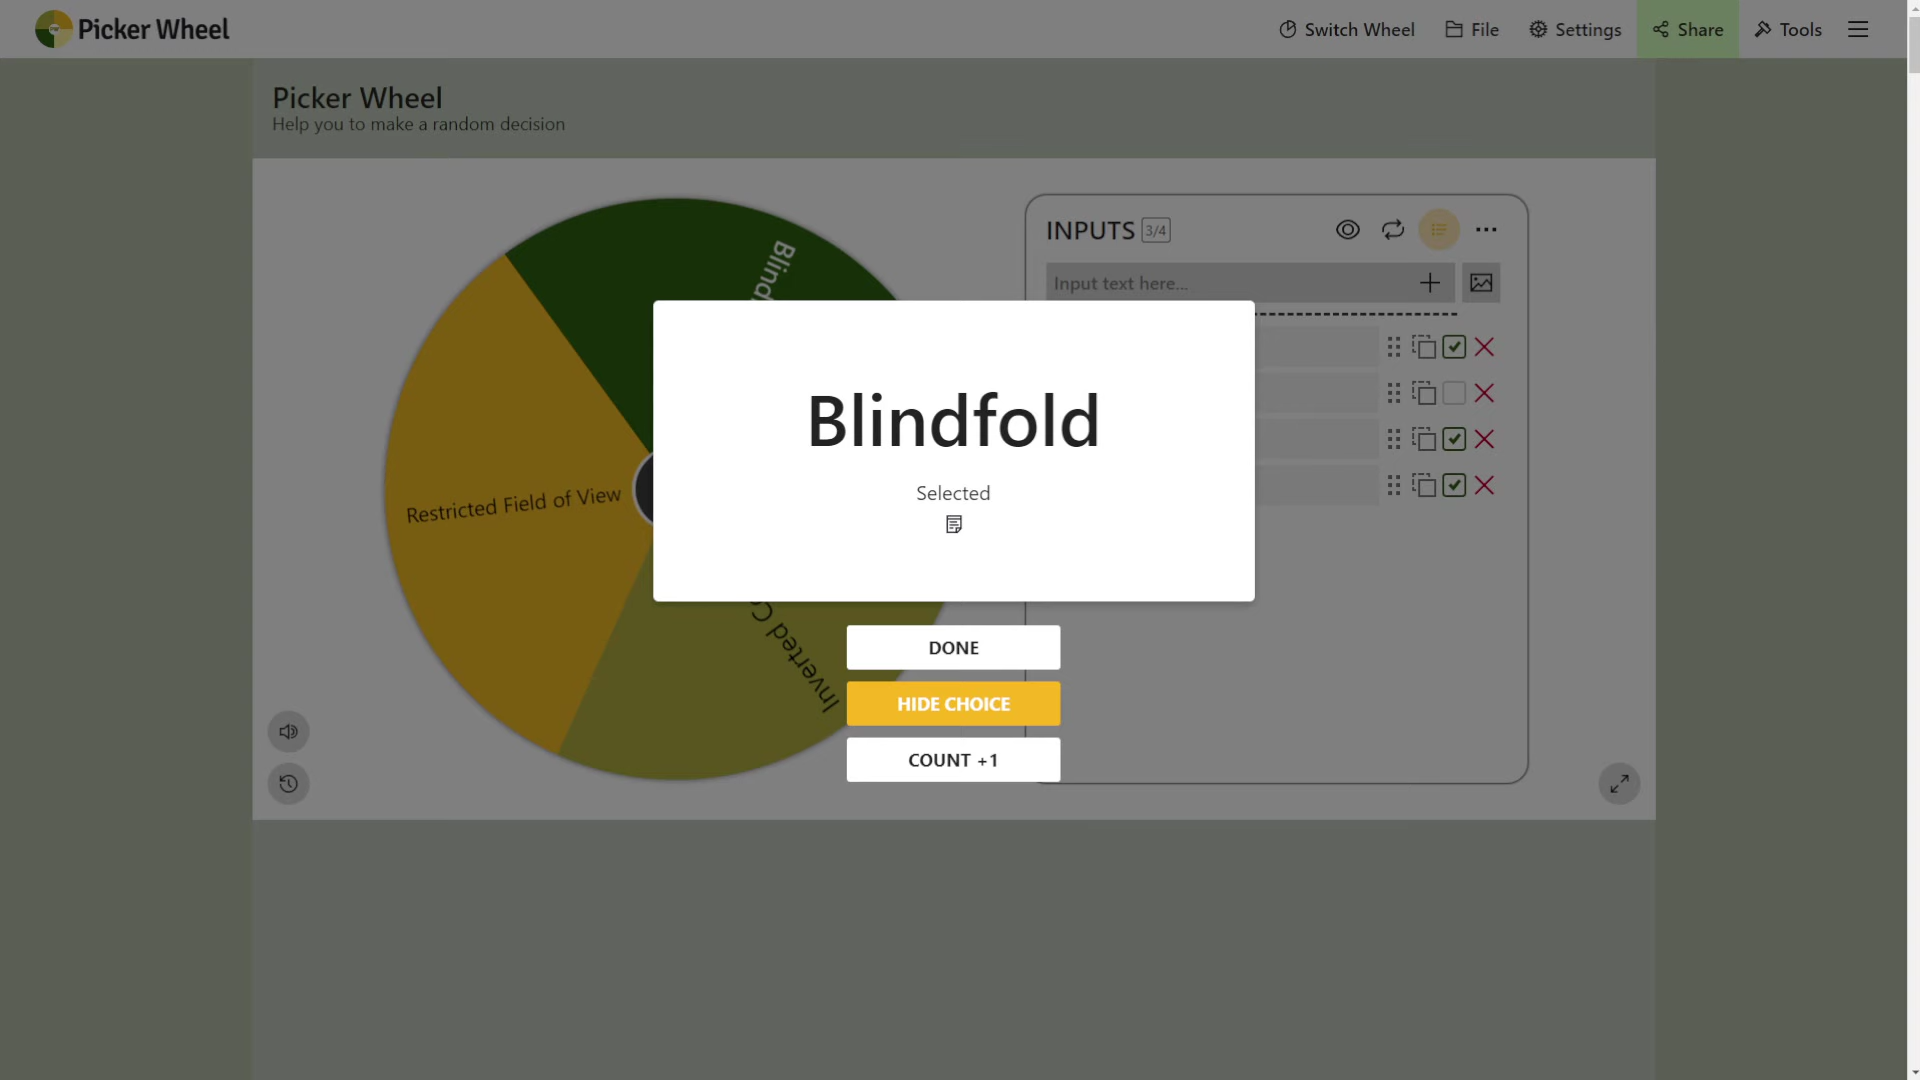 Picker Wheel
Switch Wheel
File
Settings
Share
Tools
Picker Wheel
Help you to make a random decision
INPUTS 3/4
Input text here...
Restricted Field of View
Inverted
Blindfold
Selected
DONE
HIDE CHOICE
COUNT +1